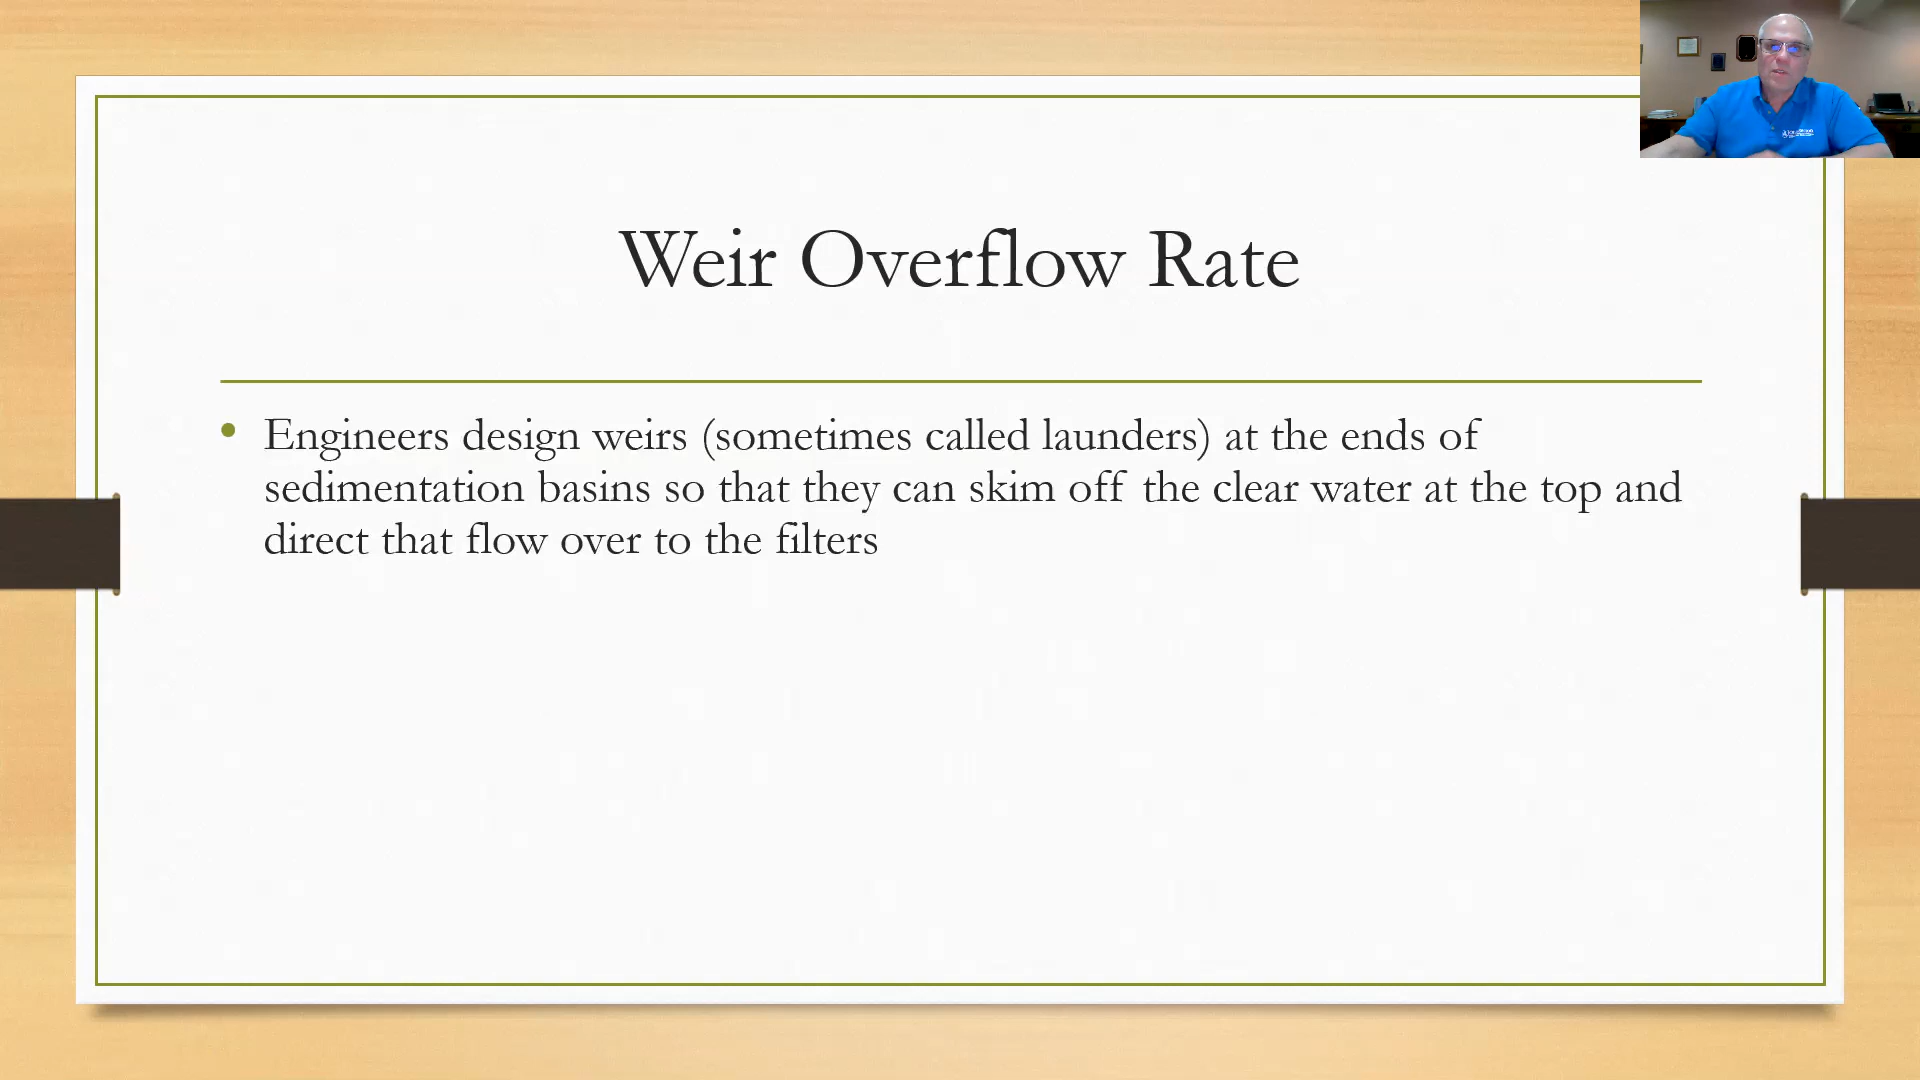 Weir Overflow Rate
• Engineers design weirs (sometimes called launders) at the ends of
sedimentation basins so that they can skim off the clear water at the top and
direct that flow over to the filters